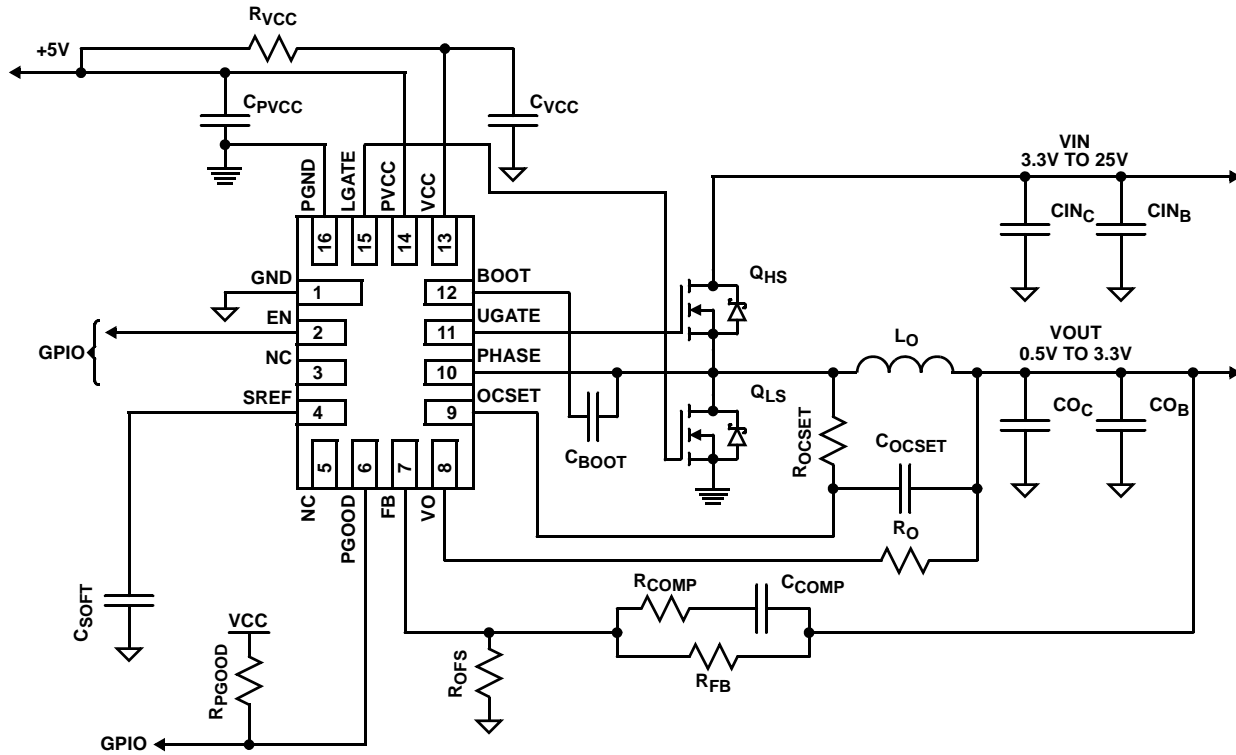 RVCC
+5V
CPVCC
CVCC
PGND
LGATE
PVCC
VCC
16
15
14
13
GND
1
EN
2
GPIO
NC
3
SREF
4
BOOT
12
UGATE
11
PHASE
10
OCSET
9
5
6
7
8
NC
PGOOD
FB
VO
CBOOT
QHS
QLS
VIN
3.3V TO 25V
CINC
CINB
LO
VOUT
0.5V TO 3.3V
COC
COB
ROCSET
COCSET
RO
RCOMP
CCOMP
RFB
ROFS
CSOFT
VCC
RPGOOD
GPIO